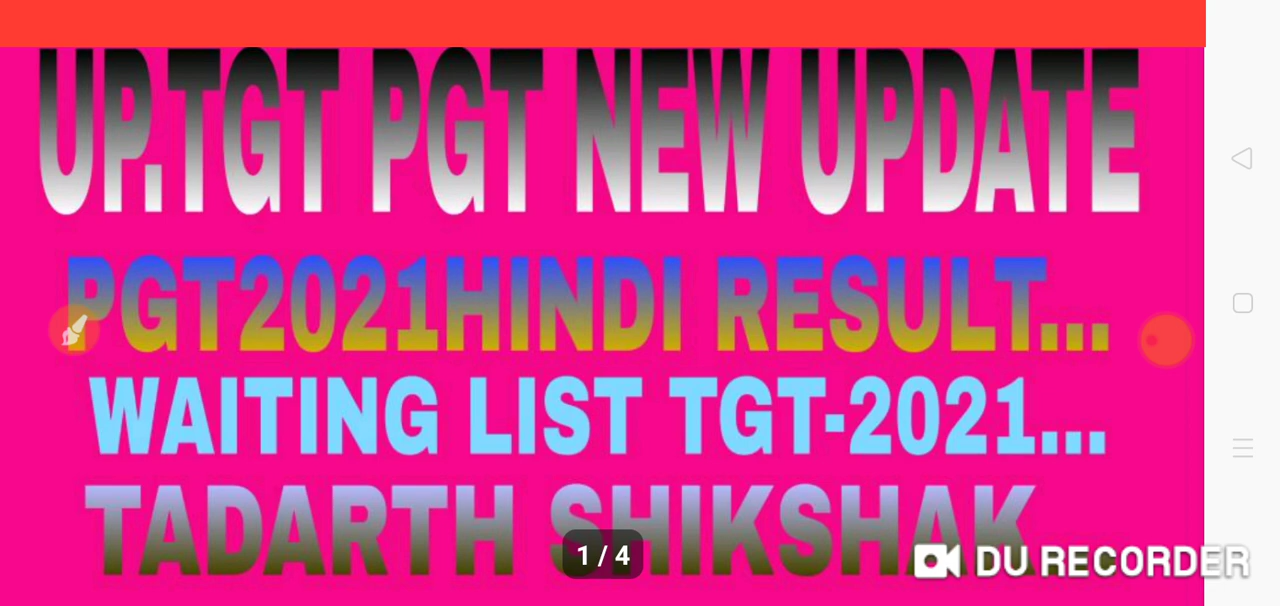 UP.TGT PGT NEW UPDATE
PGT2021HINDI RESULT...
WAITING LIST TGT-2021...
TADARTH SHIKSHAK
1 / 4
DU RECORDER